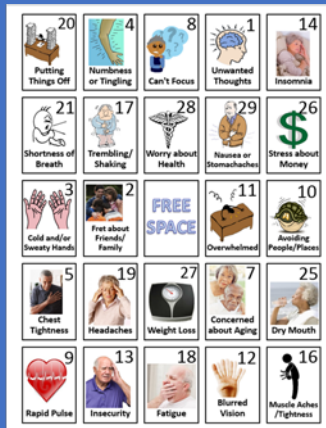 20
Putting
Things Off
4
Numbness
or Tingling
8
Can't Focus
1
Unwanted
Thoughts
14
Insomnia
21
Shortness of
Breath
17
Trembling/
Shaking
28
Worry about
Health
29
Nausea or
Stomachaches
26
Stress about
Money
3
Cold and/or
Sweaty Hands
2
Fret about
Friends/
Family
FREE
SPACE
11
Overwhelmed
10
Avoiding
People/Places
5
Chest
Tightness
19
Headaches
27
Weight Loss
7
Concerned
about Aging
25
Dry Mouth
9
Rapid Pulse
13
Insecurity
18
Fatigue
12
Blurred
Vision
16
Muscle Aches
/Tightness